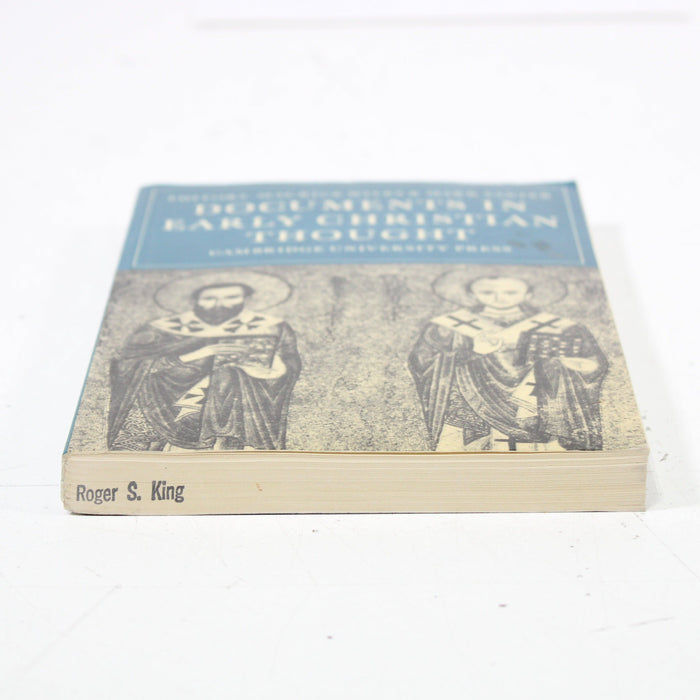 DOCUMENTS IN
EARLY CHRISTIAN
THOUGHT
CAMBRIDGE UNIVERSITY PRESS
Roger S. King